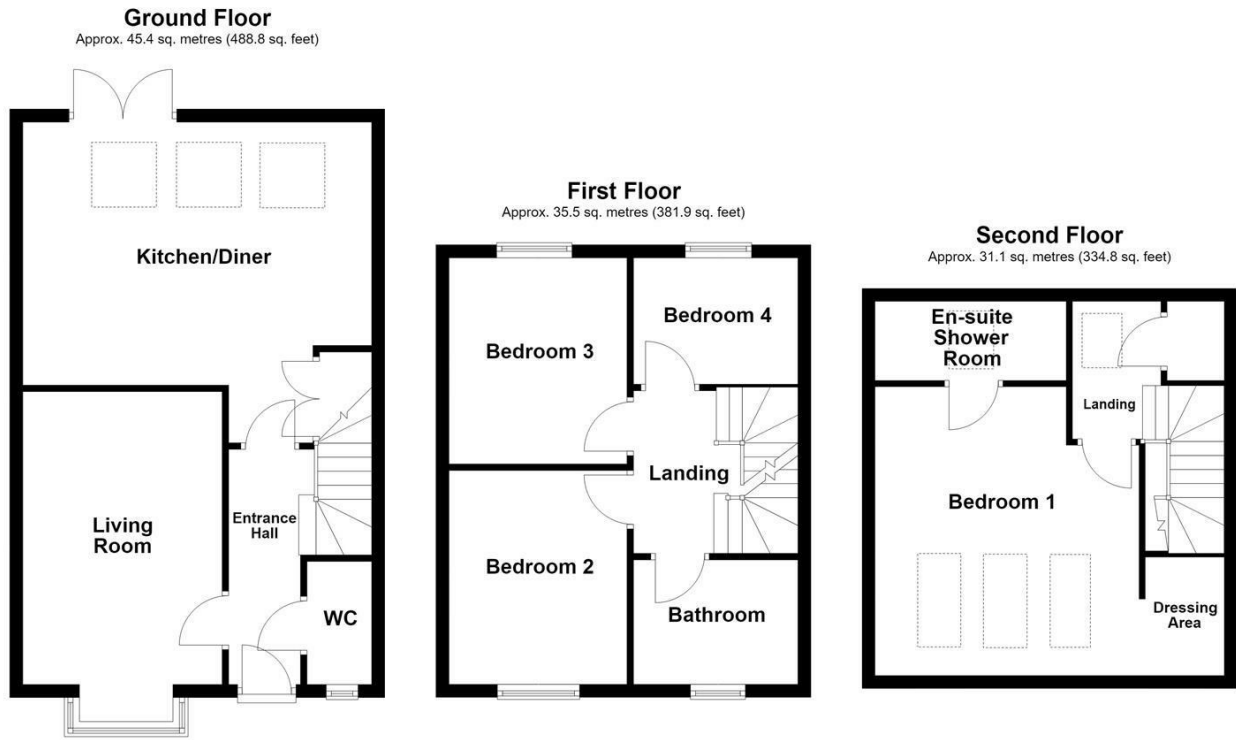 Ground Floor
Approx. 45.4 sq. metres (488.8 sq. feet)
Kitchen/Diner
Living
Room
Entrance
Hall
WC
First Floor
Approx. 35.5 sq. metres (381.9 sq. feet)
Bedroom 3
Bedroom 4
Landing
Bedroom 2
Bathroom
Second Floor
Approx. 31.1 sq. metres (334.8 sq. feet)
En-suite
Shower
Room
Landing
Bedroom 1
Dressing
Area